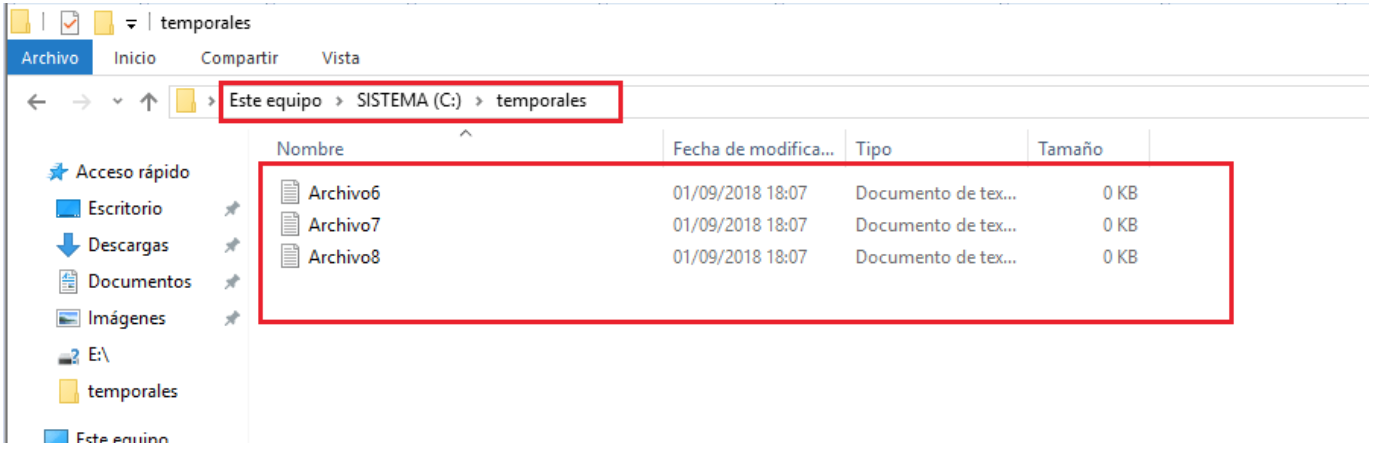 temporales
Archivo Inicio Compartir Vista
Este equipo > SISTEMA (C:) > temporales
Nombre Fecha de modifica... Tipo Tamaño
Acceso rápido
Archivo6 01/09/2018 18:07 Documento de tex... 0 KB
Escritorio
Archivo7 01/09/2018 18:07 Documento de tex... 0 KB
Descargas
Archivo8 01/09/2018 18:07 Documento de tex... 0 KB
Documentos
Imágenes
E:\
temporales
Este equipo